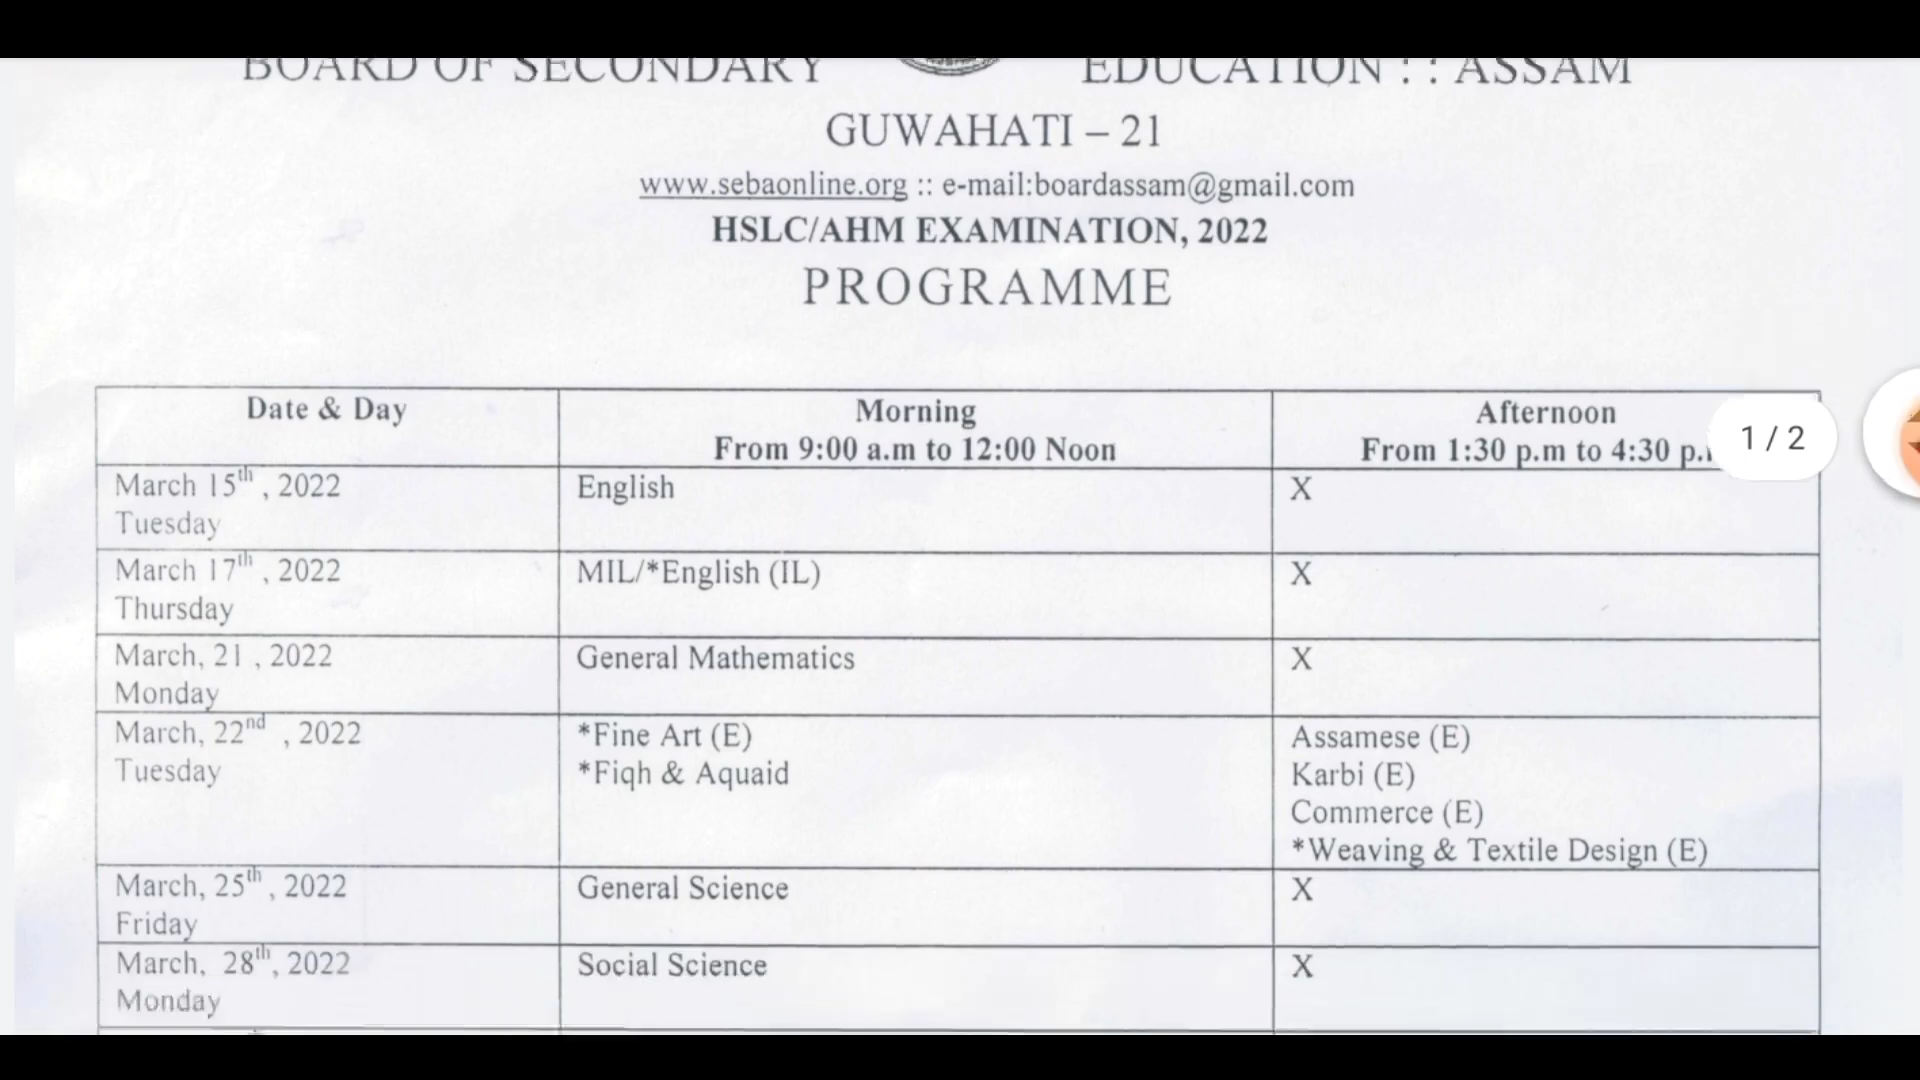 BOARD OF SECONDARY EDUCATION : : ASSAM
GUWAHATI – 21
www.sebaonline.org :: e-mail:boardassam@gmail.com
HSLC/AHM EXAMINATION, 2022
PROGRAMME
Date & Day
Morning
From 9:00 a.m to 12:00 Noon
Afternoon
From 1:30 p.m to 4:30 p.
1 / 2
March 15th , 2022
Tuesday
English
X
March 17th , 2022
Thursday
MIL/*English (IL)
X
March, 21 , 2022
Monday
General Mathematics
X
March, 22nd , 2022
Tuesday
*Fine Art (E)
*Fiqh & Aquaid
Assamese (E)
Karbi (E)
Commerce (E)
*Weaving & Textile Design (E)
March, 25th , 2022
Friday
General Science
X
March, 28th, 2022
Monday
Social Science
X